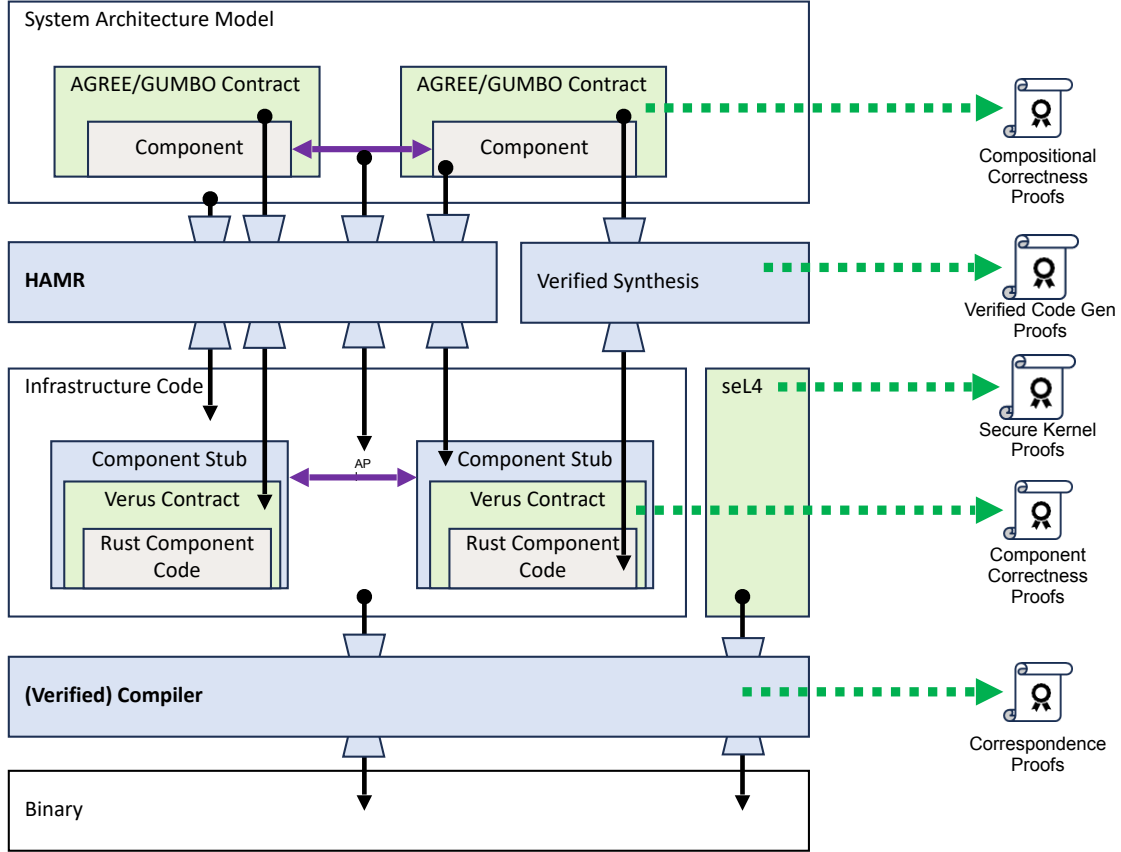 System Architecture Model
AGREE/GUMBO Contract
AGREE/GUMBO Contract
Component
Component
Compositional
Correctness
Proofs
HAMR
Verified Synthesis
Verified Code Gen
Proofs
Infrastructure Code
seL4
Secure Kernel
Proofs
Component Stub
AP
Component Stub
Verus Contract
Verus Contract
Rust Component
Code
Rust Component
Code
Component
Correctness
Proofs
(Verified) Compiler
Correspondence
Proofs
Binary